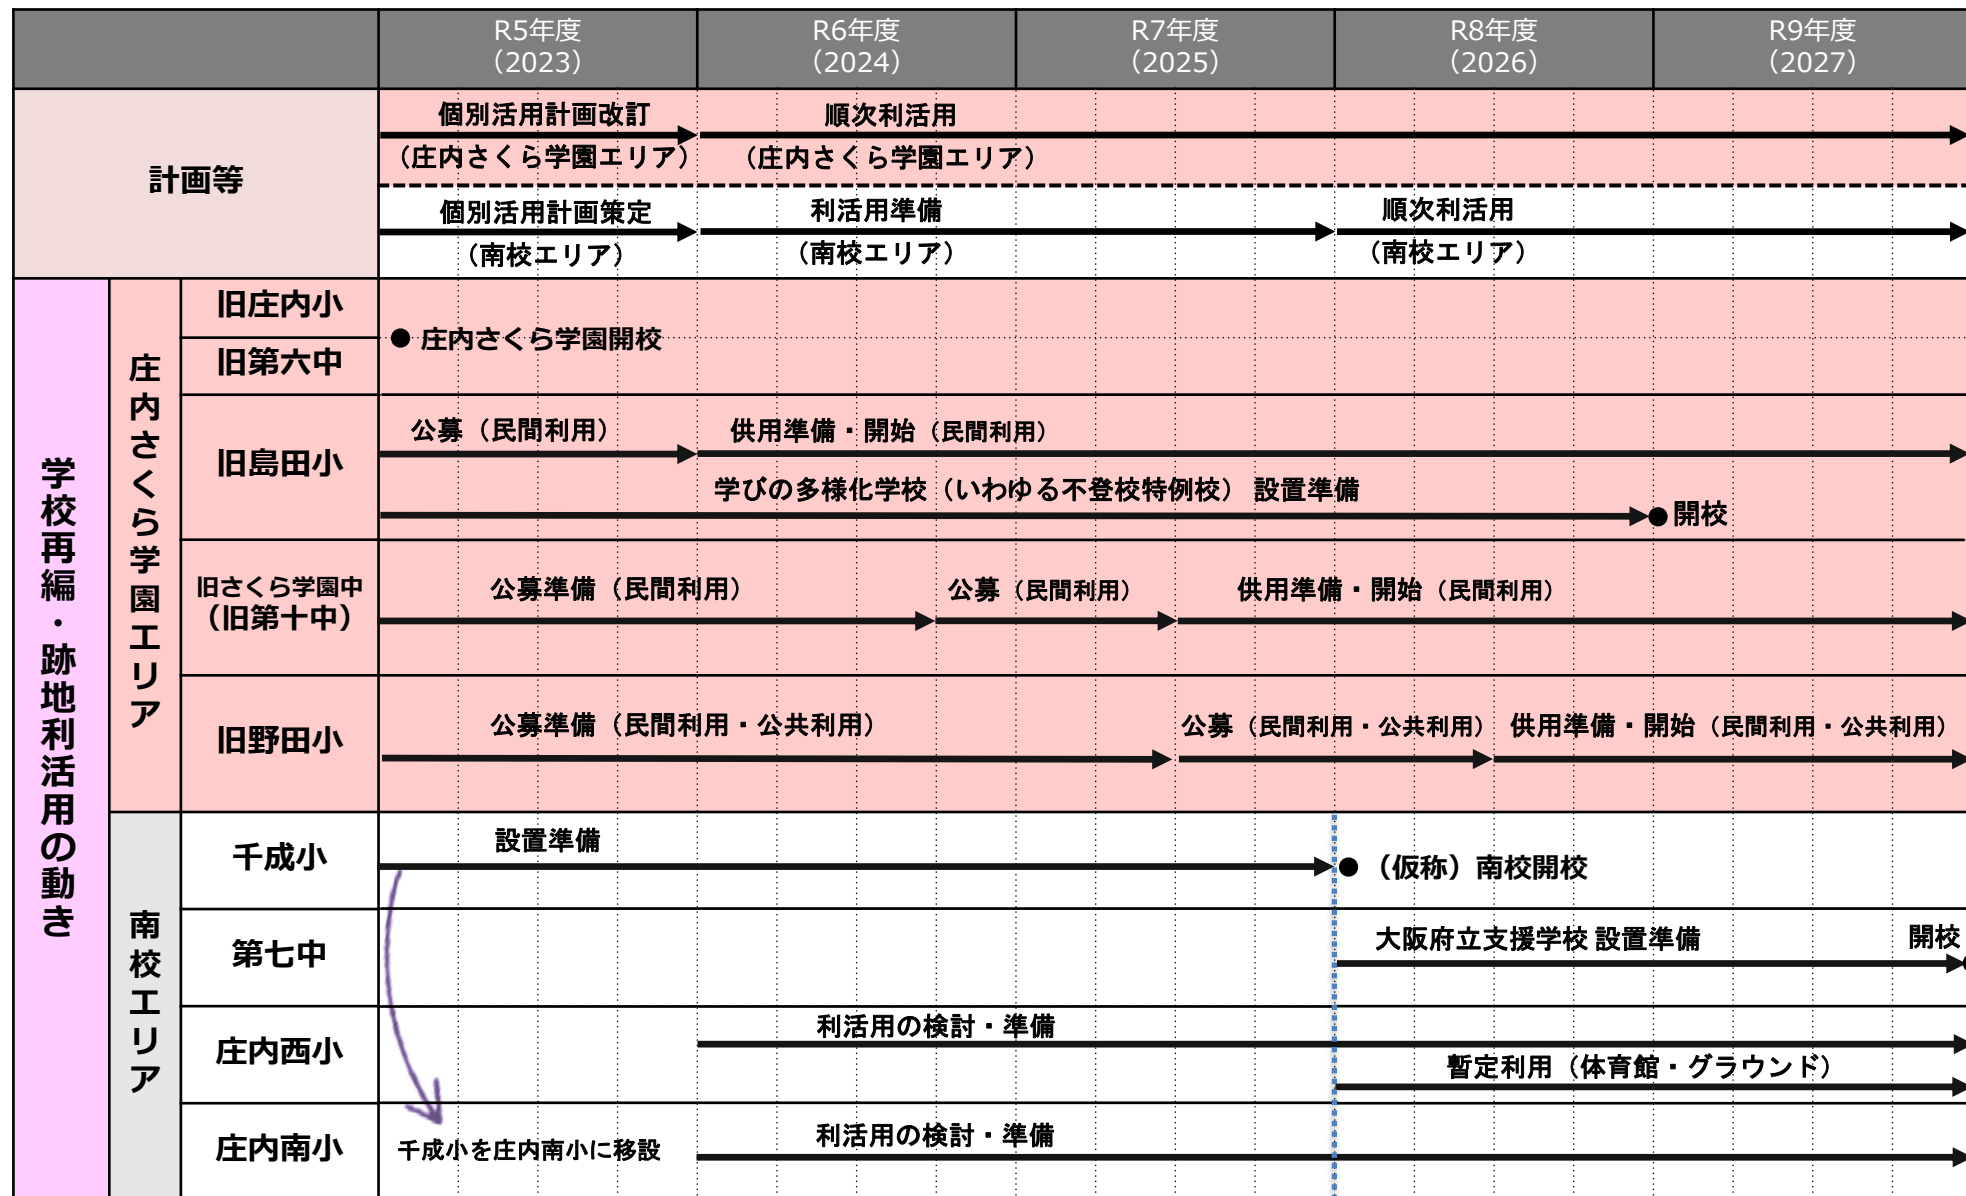 R5年度
（2023）
R6年度
（2024）
R7年度
（2025）
R8年度
（2026）
R9年度
（2027）
計画等
個別活用計画改訂
（庄内さくら学園エリア）
順次利活用
（庄内さくら学園エリア）
個別活用計画策定
（南校エリア）
利活用準備
（南校エリア）
順次利活用
（南校エリア）
学校再編・跡地利活用の動き
庄内さくら学園エリア
旧庄内小
旧第六中
庄内さくら学園開校
旧島田小
公募（民間利用）
供用準備・開始（民間利用）
学びの多様化学校（いわゆる不登校特例校） 設置準備
開校
旧さくら学園中
（旧第十中）
公募準備（民間利用）
公募（民間利用）
供用準備・開始（民間利用）
旧野田小
公募準備（民間利用・公共利用）
公募（民間利用・公共利用）
供用準備・開始（民間利用・公共利用）
南校エリア
千成小
設置準備
（仮称）南校開校
第七中
大阪府立支援学校 設置準備
開校
庄内西小
利活用の検討・準備
暫定利用（体育館・グラウンド）
庄内南小
千成小を庄内南小に移設
利活用の検討・準備